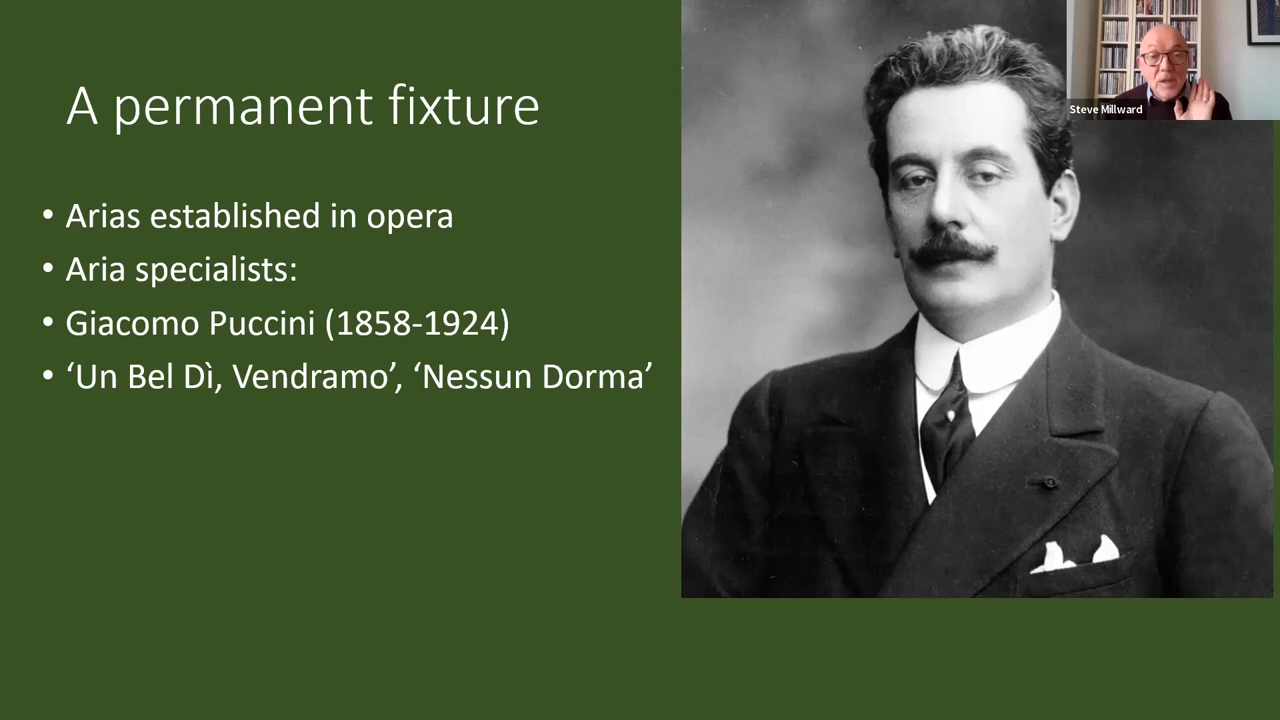 A permanent fixture
• Arias established in opera
• Aria specialists:
• Giacomo Puccini (1858-1924)
• ‘Un Bel Dì, Vendramo’, ‘Nessun Dorma’
Steve Millward